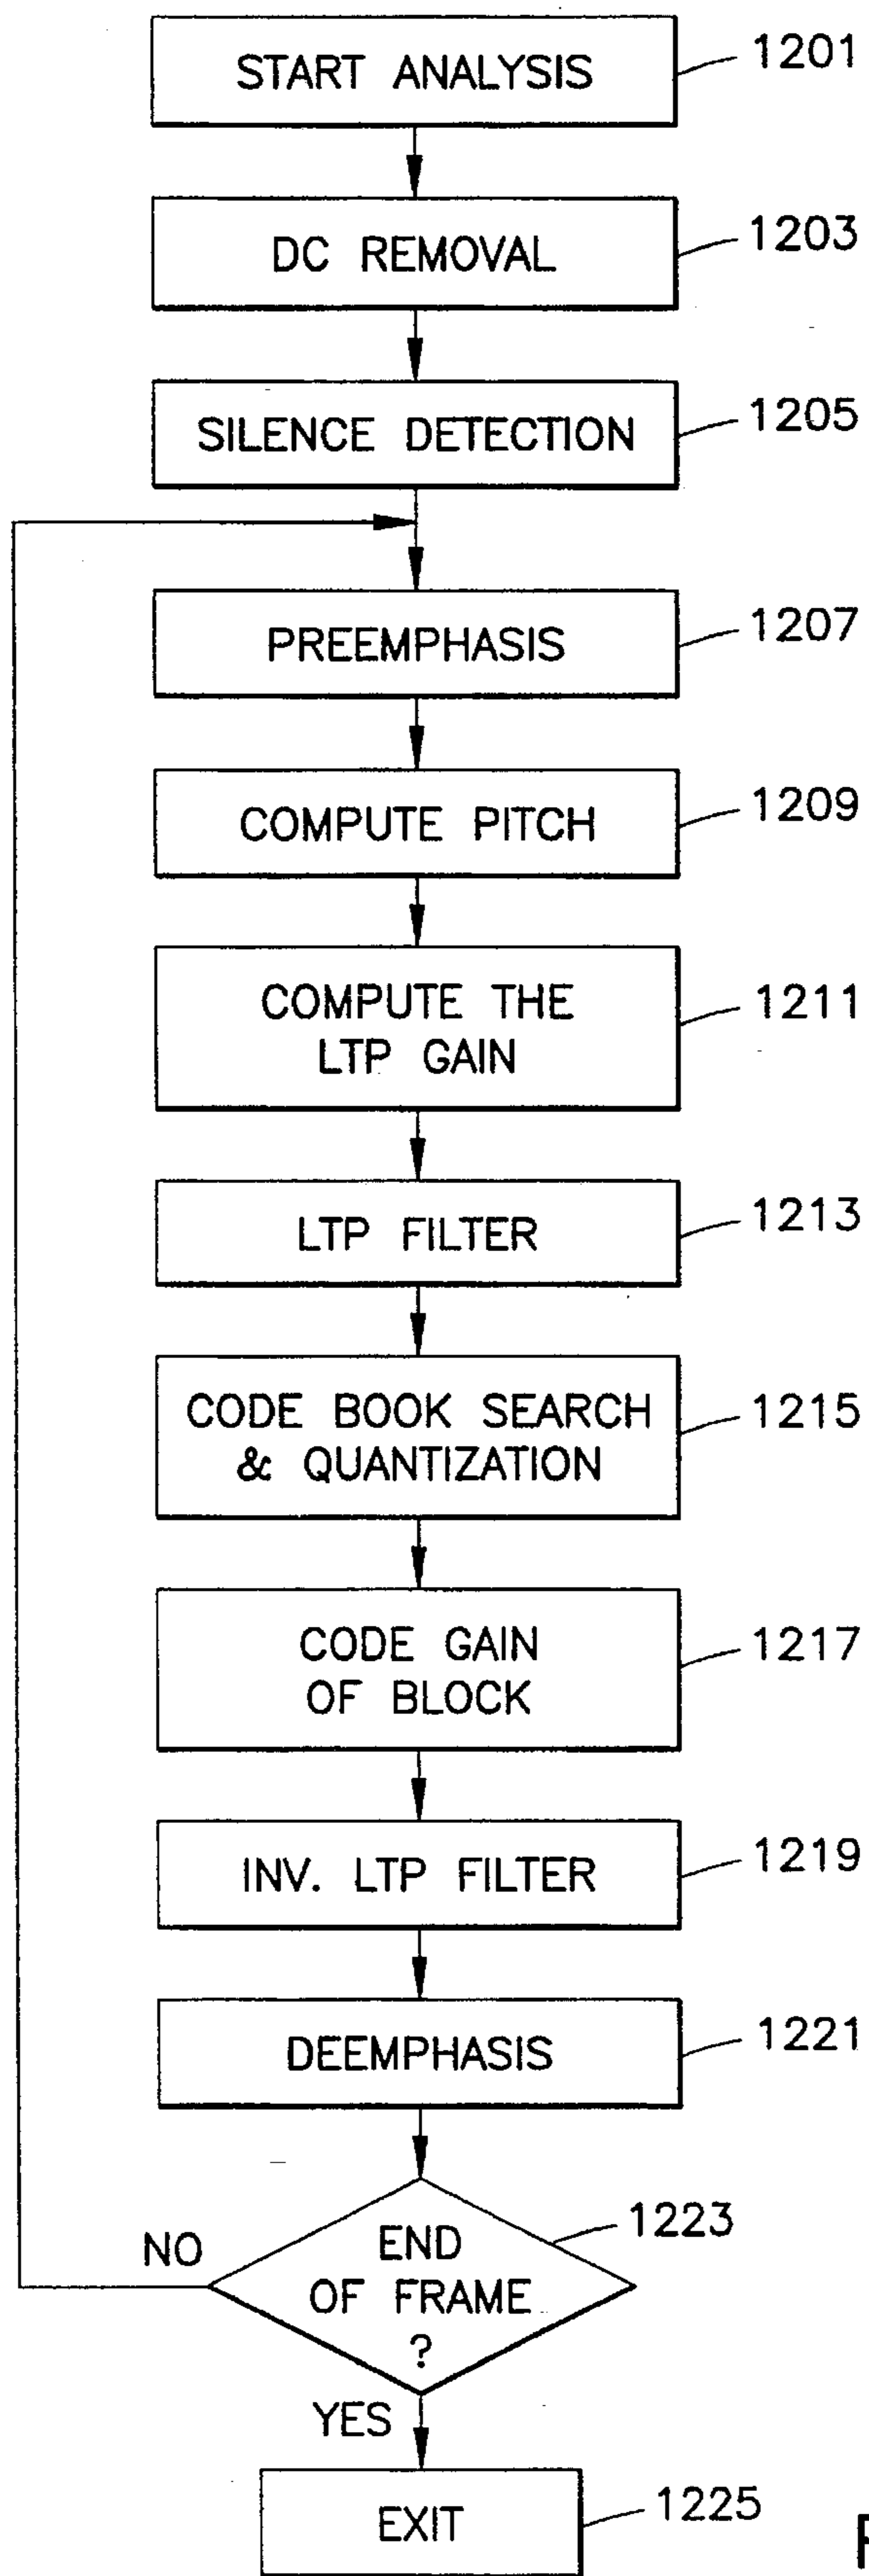 START ANALYSIS
1201
DC REMOVAL
1203
SILENCE DETECTION
1205
PREEMPHASIS
1207
COMPUTE PITCH
1209
COMPUTE THE
LTP GAIN
1211
LTP FILTER
1213
CODE BOOK SEARCH
& QUANTIZATION
1215
CODE GAIN
OF BLOCK
1217
INV. LTP FILTER
1219
DEEMPHASIS
1221
END
OF FRAME
?
1223
NO
YES
EXIT
1225